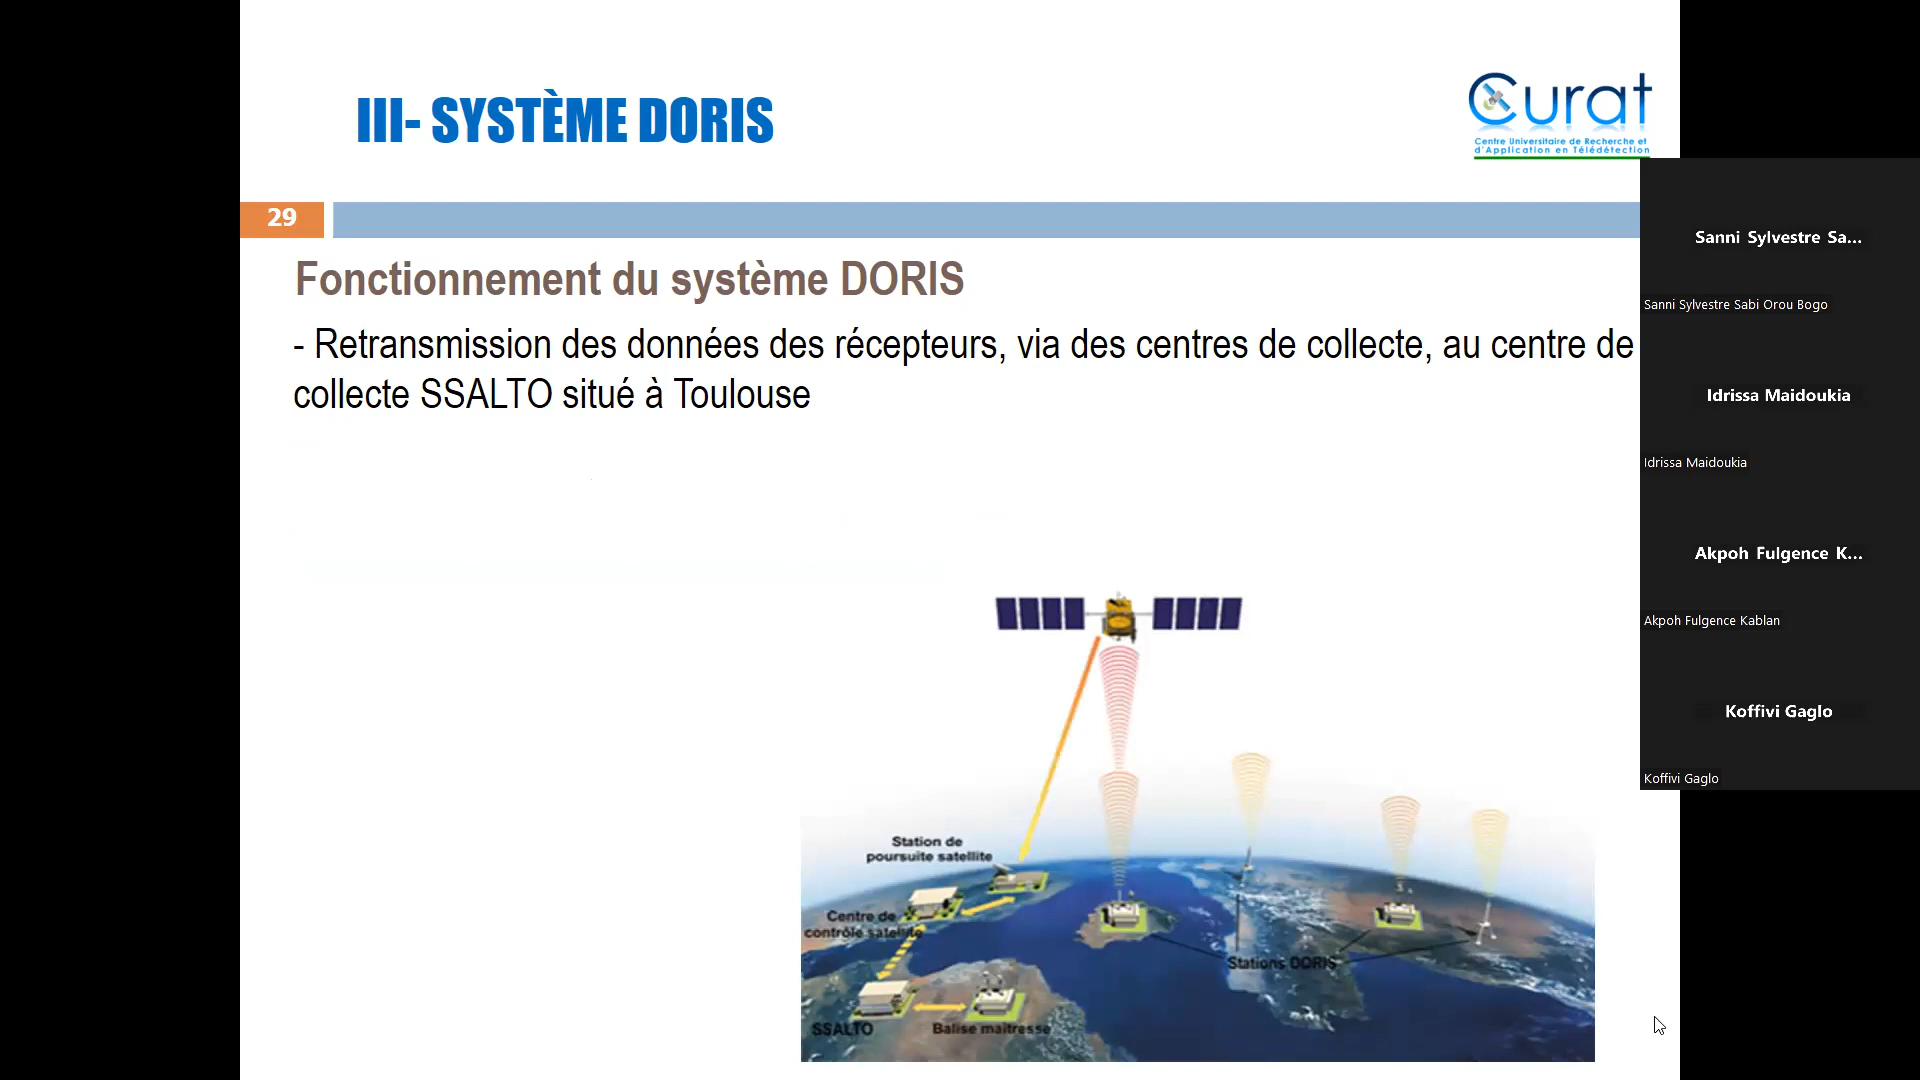 III- SYSTÈME DORIS
Curat
Centre Universitaire de Recherche et
d'Application en Télédétection
29
Fonctionnement du système DORIS
- Retransmission des données des récepteurs, via des centres de collecte, au centre de
collecte SSALTO situé à Toulouse
Station de
poursuite satellite
Centre de
contrôle satellite
Stations DORIS
SSALTO
Balise maîtresse
Sanni Sylvestre Sa...
Sanni Sylvestre Sabi Orou Bogo
Idrissa Maidoukia
Idrissa Maidoukia
Akpoh Fulgence K...
Akpoh Fulgence Kablan
Koffivi Gaglo
Koffivi Gaglo